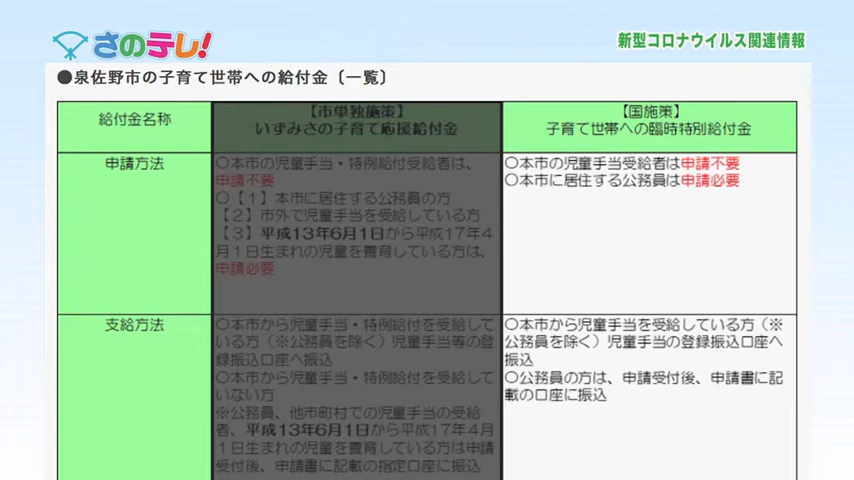 さのテレ!
新型コロナウイルス関連情報
●泉佐野市の子育て世帯への給付金〔一覧〕
給付金名称
【市単独施策】
いずみさの子育て応援給付金
【国施策】
子育て世帯への臨時特別給付金
申請方法
○本市の児童手当・特例給付受給者は、
申請不要
○【１】本市に居住する公務員の方
【２】市外で児童手当を受給している方
【３】平成13年6月1日から平成17年４
月１日生まれの児童を養育している方は、
申請必要
○本市の児童手当受給者は申請不要
○本市に居住する公務員は申請必要
支給方法
○本市から児童手当・特例給付を受給して
いる方（※公務員を除く）児童手当等の登
録振込口座へ振込
○本市から児童手当・特例給付を受給して
いない方
※公務員、他市町村での児童手当の受給
者、平成13年6月1日から平成17年４月
１日生まれの児童を養育している方は申請
受付後、申請書に記載の指定口座に振込
○本市から児童手当を受給している方（※
公務員を除く）児童手当の登録振込口座へ
振込
○公務員の方は、申請受付後、申請書に記
載の口座に振込